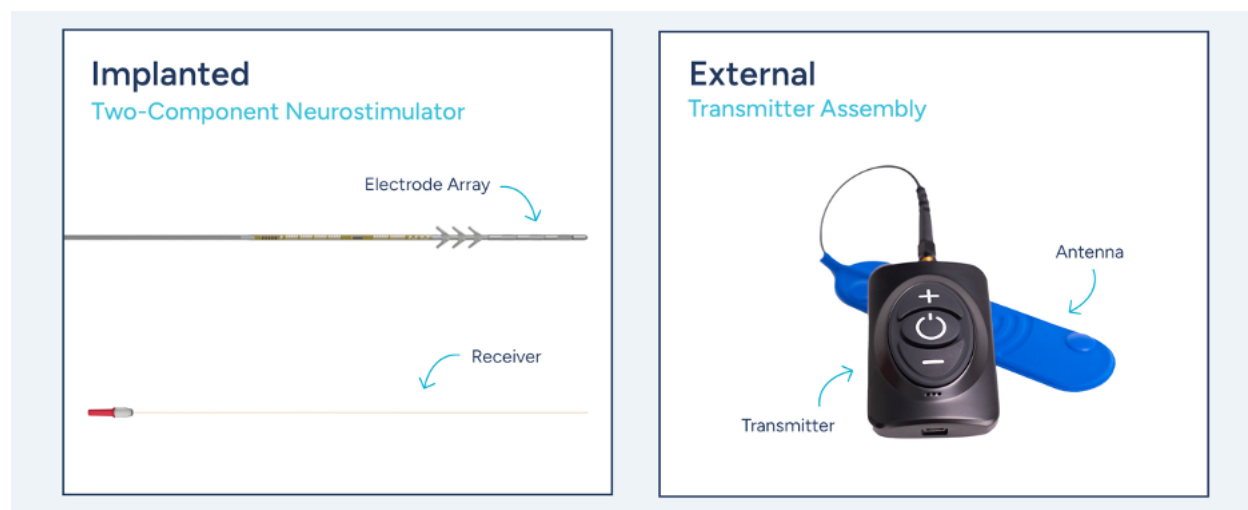 Implanted
Two-Component Neurostimulator
Electrode Array
Receiver
External
Transmitter Assembly
Antenna
Transmitter